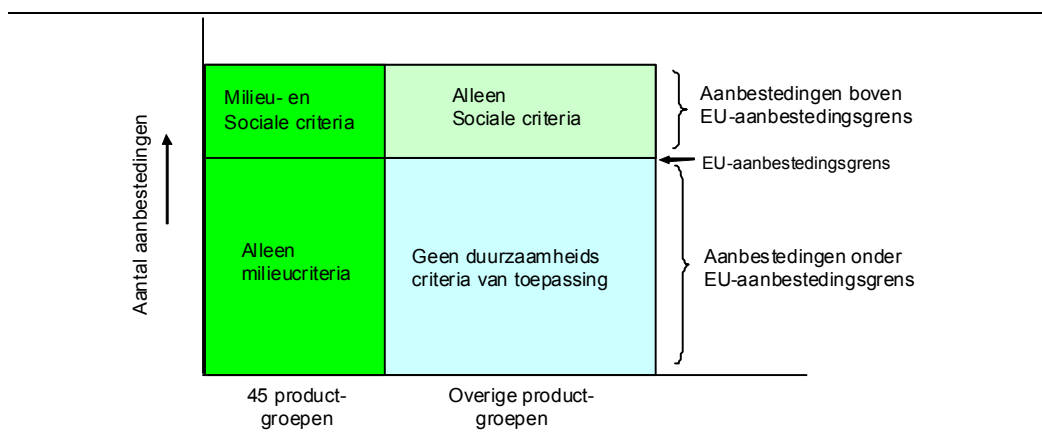 Milieu- en
Sociale criteria
Alleen
Sociale criteria
Aanbestedingen boven
EU-aanbestedingsgrens
EU-aanbestedingsgrens
Aantal aanbestedingen
Alleen
milieucriteria
Geen duurzaamheids
criteria van toepassing
Aanbestedingen onder
EU-aanbestedingsgrens
45 product-
groepen
Overige product-
groepen